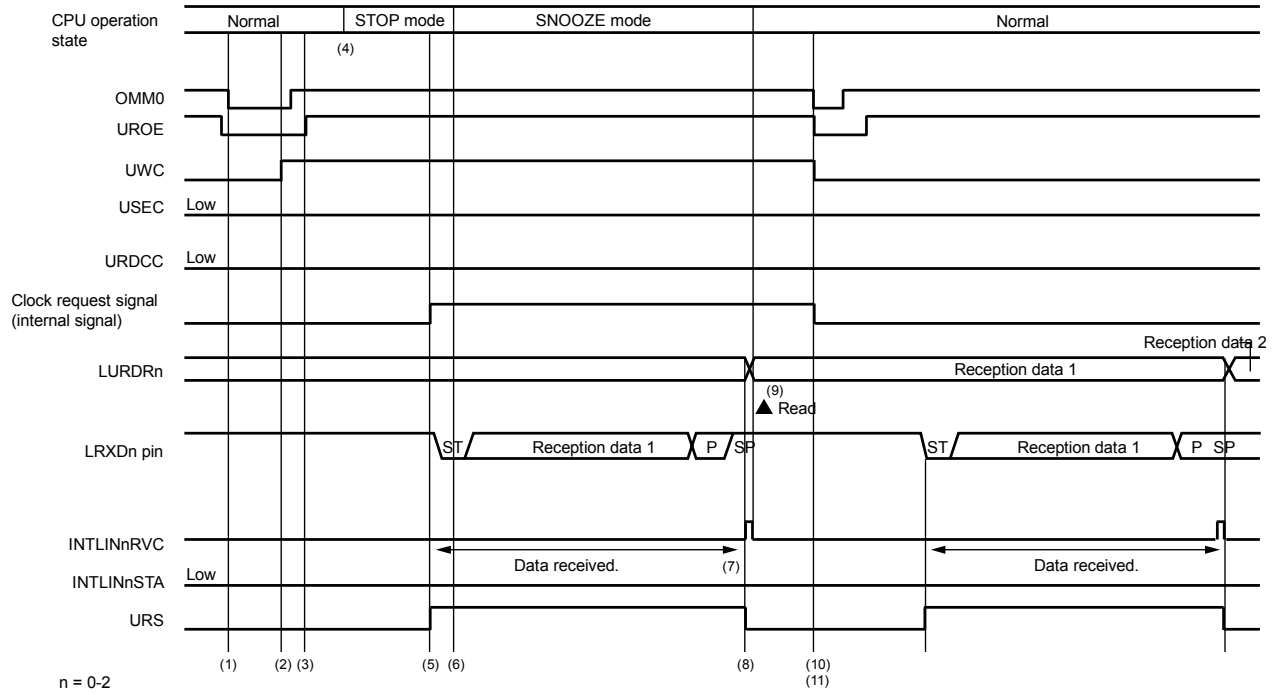 CPU operation
state
Normal
STOP mode
SNOOZE mode
Normal
(4)
OMM0
UROE
UWC
USEC
Low
URDCC
Low
Clock request signal
(internal signal)
Reception data 2
LURDRn
Reception data 1
(9)
Read
LRXDn pin
ST
Reception data 1
P
SP
ST
Reception data 1
P
SP
INTLINnRVC
Data received.
(7)
Data received.
INTLINnSTA
Low
URS
(1)
(2)
(3)
(5)
(6)
(8)
(10)
(11)
n = 0-2